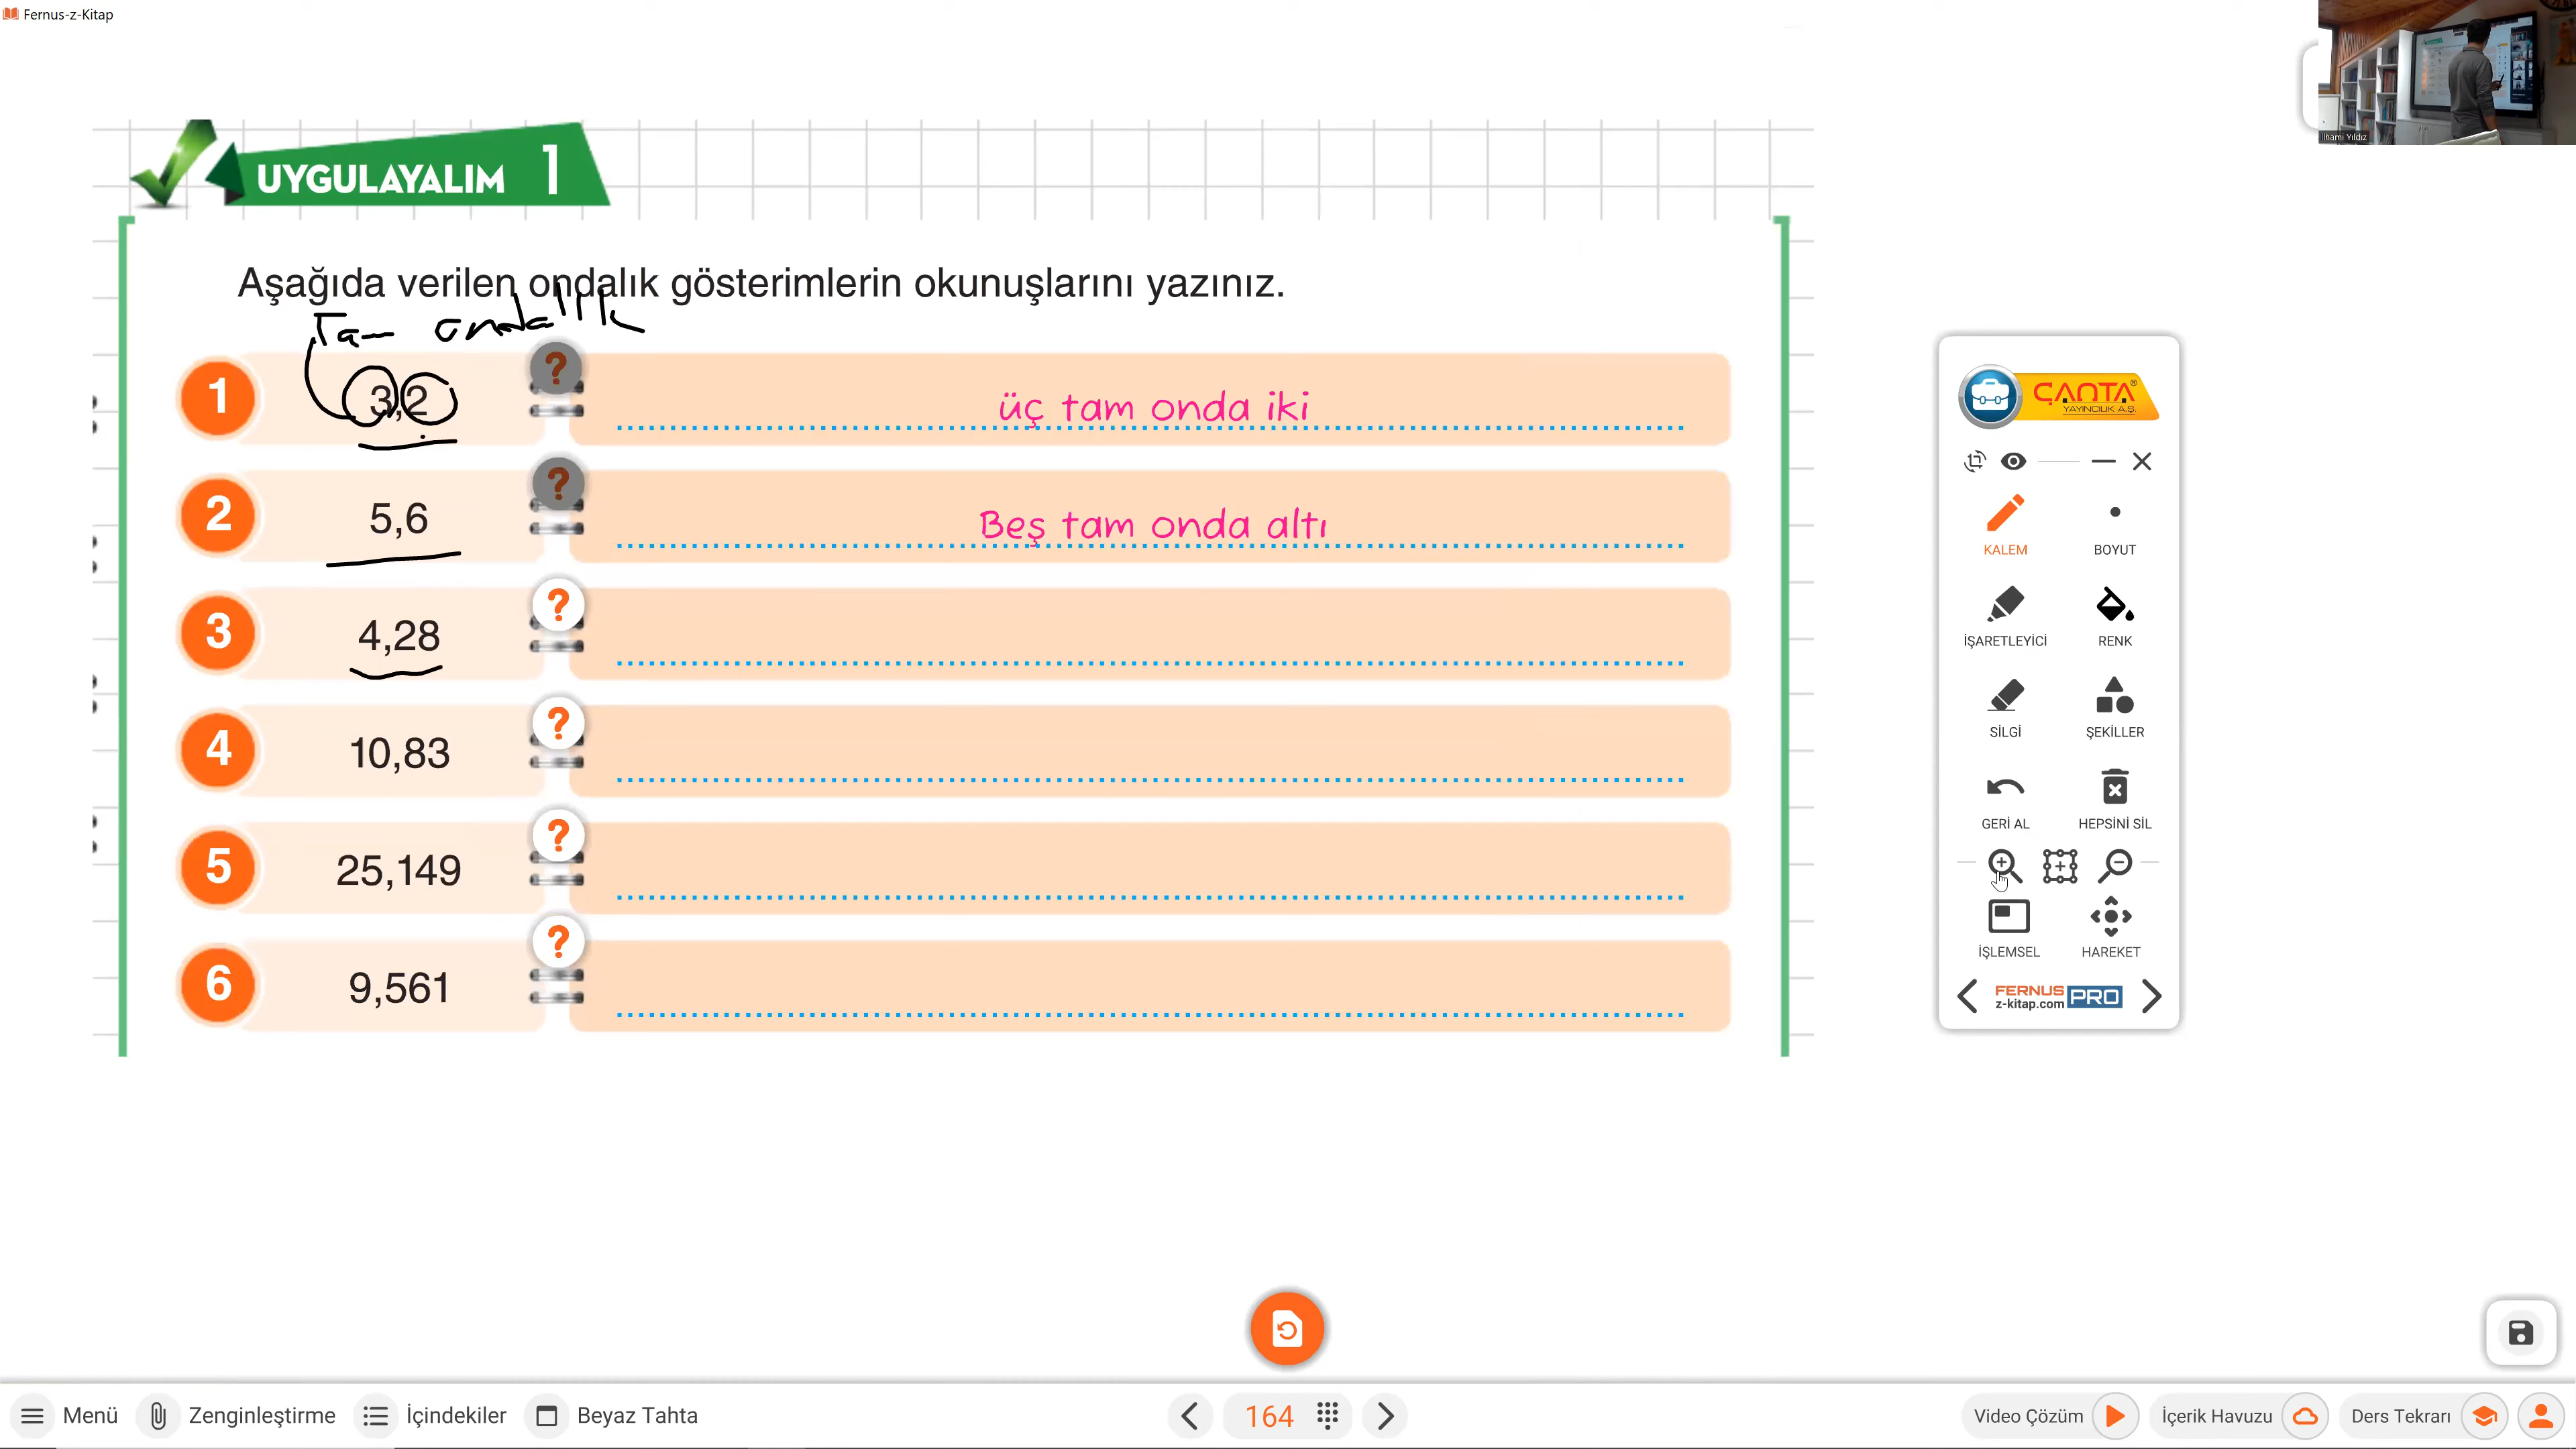 Fernus-z-Kitap
İlhami Yıldız
UYGULAYALIM 1
Aşağıda verilen ondalık gösterimlerin okunuşlarını yazınız.
Tam ondalık
1 3,2 ? üç tam onda iki
2 5,6 ? Beş tam onda altı
3 4,28 ?
4 10,83 ?
5 25,149 ?
6 9,561 ?
ÇANTA
YAYINCILIK A.Ş.
KALEM BOYUT
İŞARETLEYİCİ RENK
SİLGİ ŞEKİLLER
GERİ AL HEPSİNİ SİL
İŞLEMSEL HAREKET
FERNUS PRO
z-kitap.com
Menü Zenginleştirme İçindekiler Beyaz Tahta 164 Video Çözüm İçerik Havuzu Ders Tekrarı